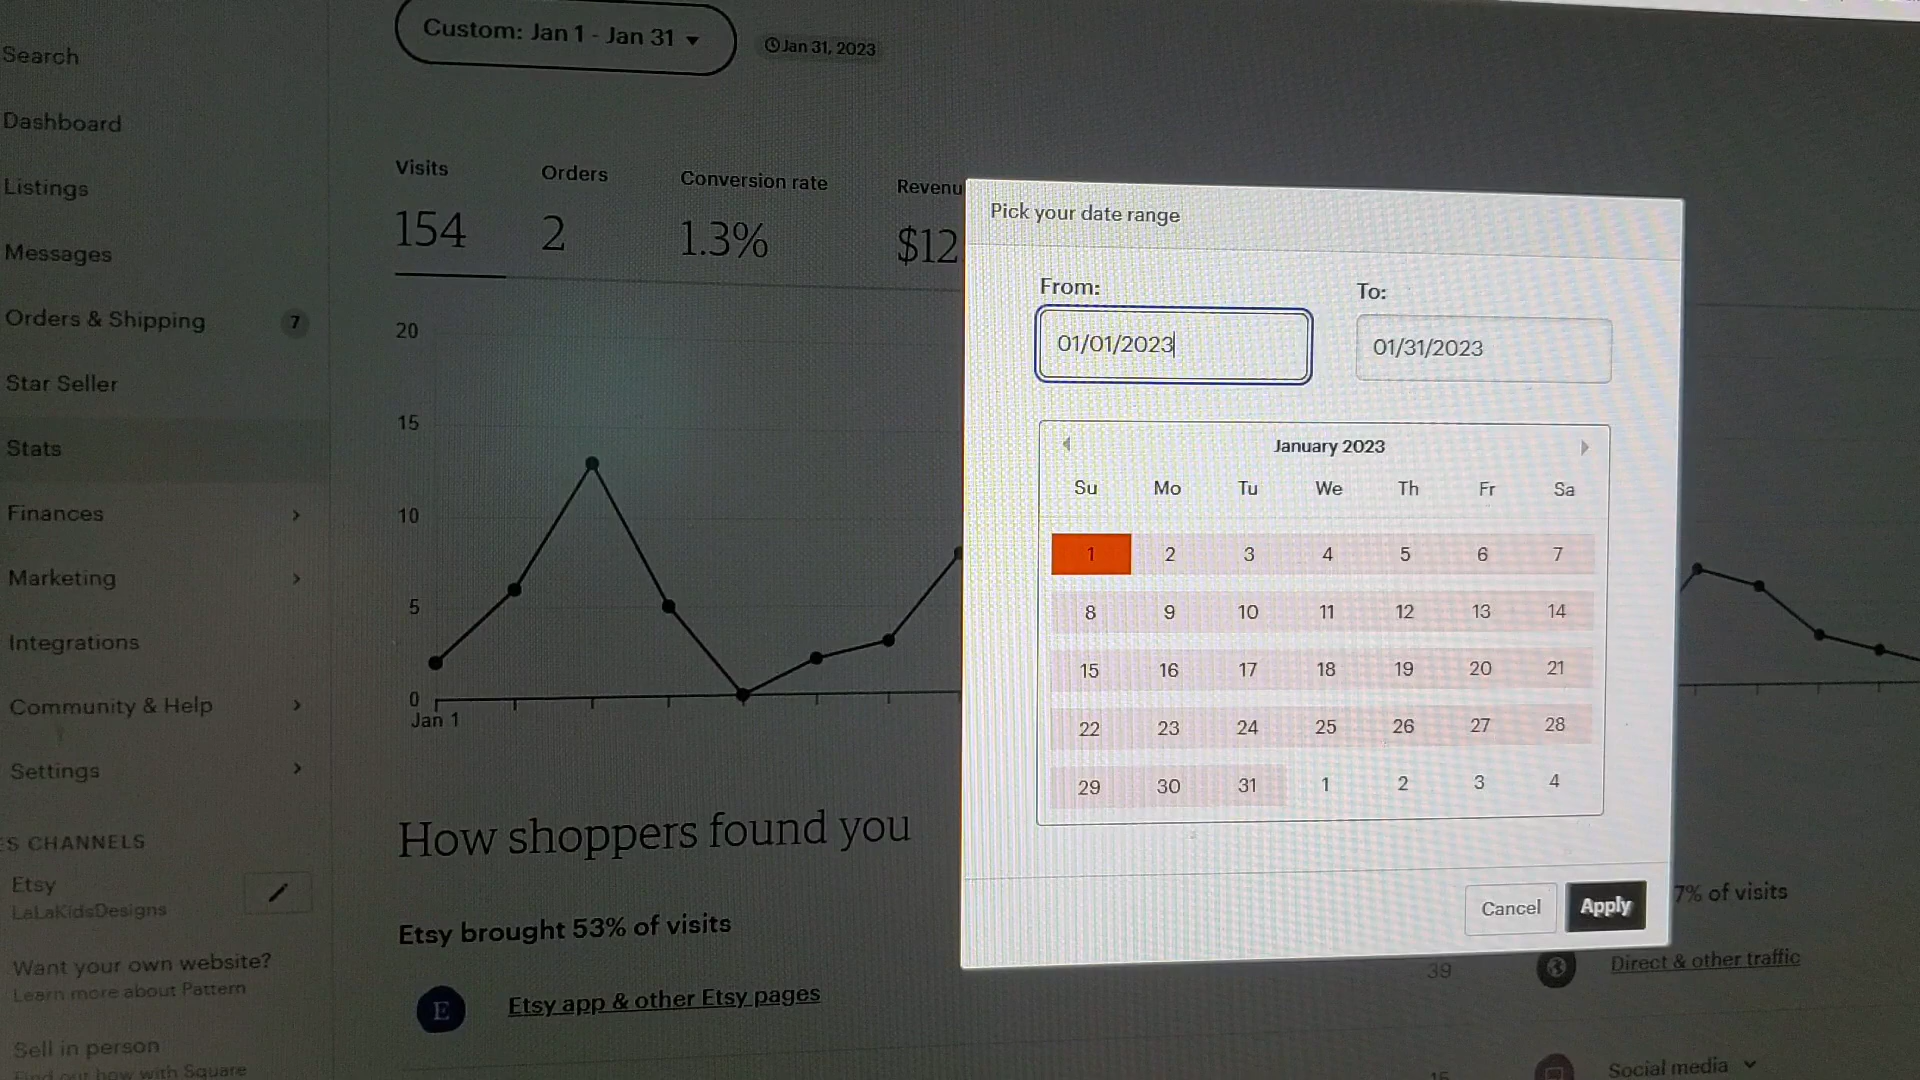 Custom: Jan 1 - Jan 31
Jan 31, 2023
Search
Dashboard
Listings
Messages
Orders & Shipping 7
Star Seller
Stats
Finances
Marketing
Integrations
Community & Help
Settings
S CHANNELS
Etsy
LaLaKidsDesigns
Want your own website?
Learn more about Pattern
Sell in person
Find out how with Square
Visits Orders Conversion rate Revenu
154 2 1.3% $12
20
15
10
5
0
Jan 1
How shoppers found you
Etsy brought 53% of visits
7% of visits
E Etsy app & other Etsy pages
39
Direct & other traffic
15
Social media
Pick your date range
From: To:
01/01/2023 01/31/2023
January 2023
Su Mo Tu We Th Fr Sa
1 2 3 4 5 6 7
8 9 10 11 12 13 14
15 16 17 18 19 20 21
22 23 24 25 26 27 28
29 30 31 1 2 3 4
Cancel Apply